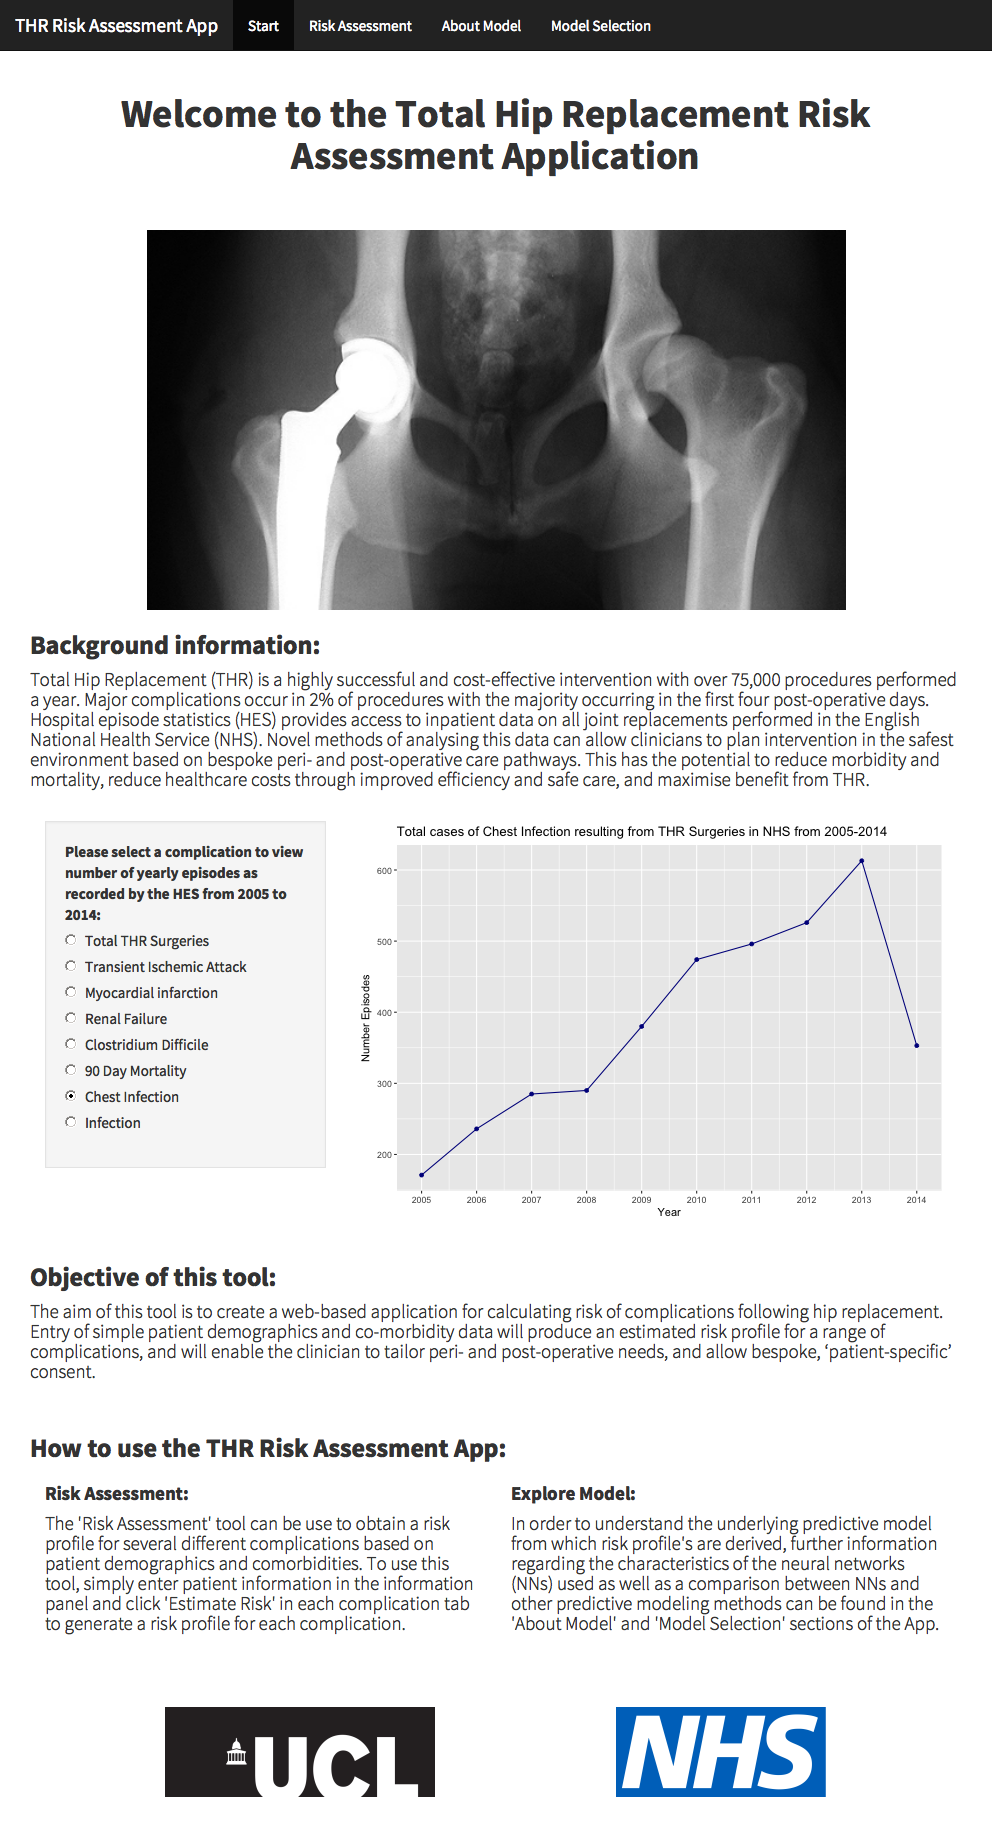 THR Risk Assessment App Start Risk Assessment About Model Model Selection
Welcome to the Total Hip Replacement Risk
Assessment Application
Background information:
Total Hip Replacement (THR) is a highly successful and cost-effective intervention with over 75,000 procedures performed
a year. Major complications occur in 2% of procedures with the majority occurring in the first four post-operative days.
Hospital episode statistics (HES) provides access to inpatient data on all joint replacements performed in the English
National Health Service (NHS). Novel methods of analysing this data can allow clinicians to plan intervention in the safest
environment based on bespoke peri- and post-operative care pathways. This has the potential to reduce morbidity and
mortality, reduce healthcare costs through improved efficiency and safe care, and maximise benefit from THR.
Please select a complication to view
number of yearly episodes as
recorded by the HES from 2005 to
2014:
Total THR Surgeries
Transient Ischemic Attack
Myocardial infarction
Renal Failure
Clostridium Difficile
90 Day Mortality
Chest Infection
Infection
Total cases of Chest Infection resulting from THR Surgeries in NHS from 2005-2014
Number Episodes
600
500
400
300
200
2005 2006 2007 2008 2009 2010 2011 2012 2013 2014
Year
Objective of this tool:
The aim of this tool is to create a web-based application for calculating risk of complications following hip replacement.
Entry of simple patient demographics and co-morbidity data will produce an estimated risk profile for a range of
complications, and will enable the clinician to tailor peri- and post-operative needs, and allow bespoke, ‘patient-specific’
consent.
How to use the THR Risk Assessment App:
Risk Assessment:
The 'Risk Assessment' tool can be use to obtain a risk
profile for several different complications based on
patient demographics and comorbidities. To use this
tool, simply enter patient information in the information
panel and click 'Estimate Risk' in each complication tab
to generate a risk profile for each complication.
Explore Model:
In order to understand the underlying predictive model
from which risk profile's are derived, further information
regarding the characteristics of the neural networks
(NNs) used as well as a comparison between NNs and
other predictive modeling methods can be found in the
'About Model' and 'Model Selection' sections of the App.
UCL
NHS